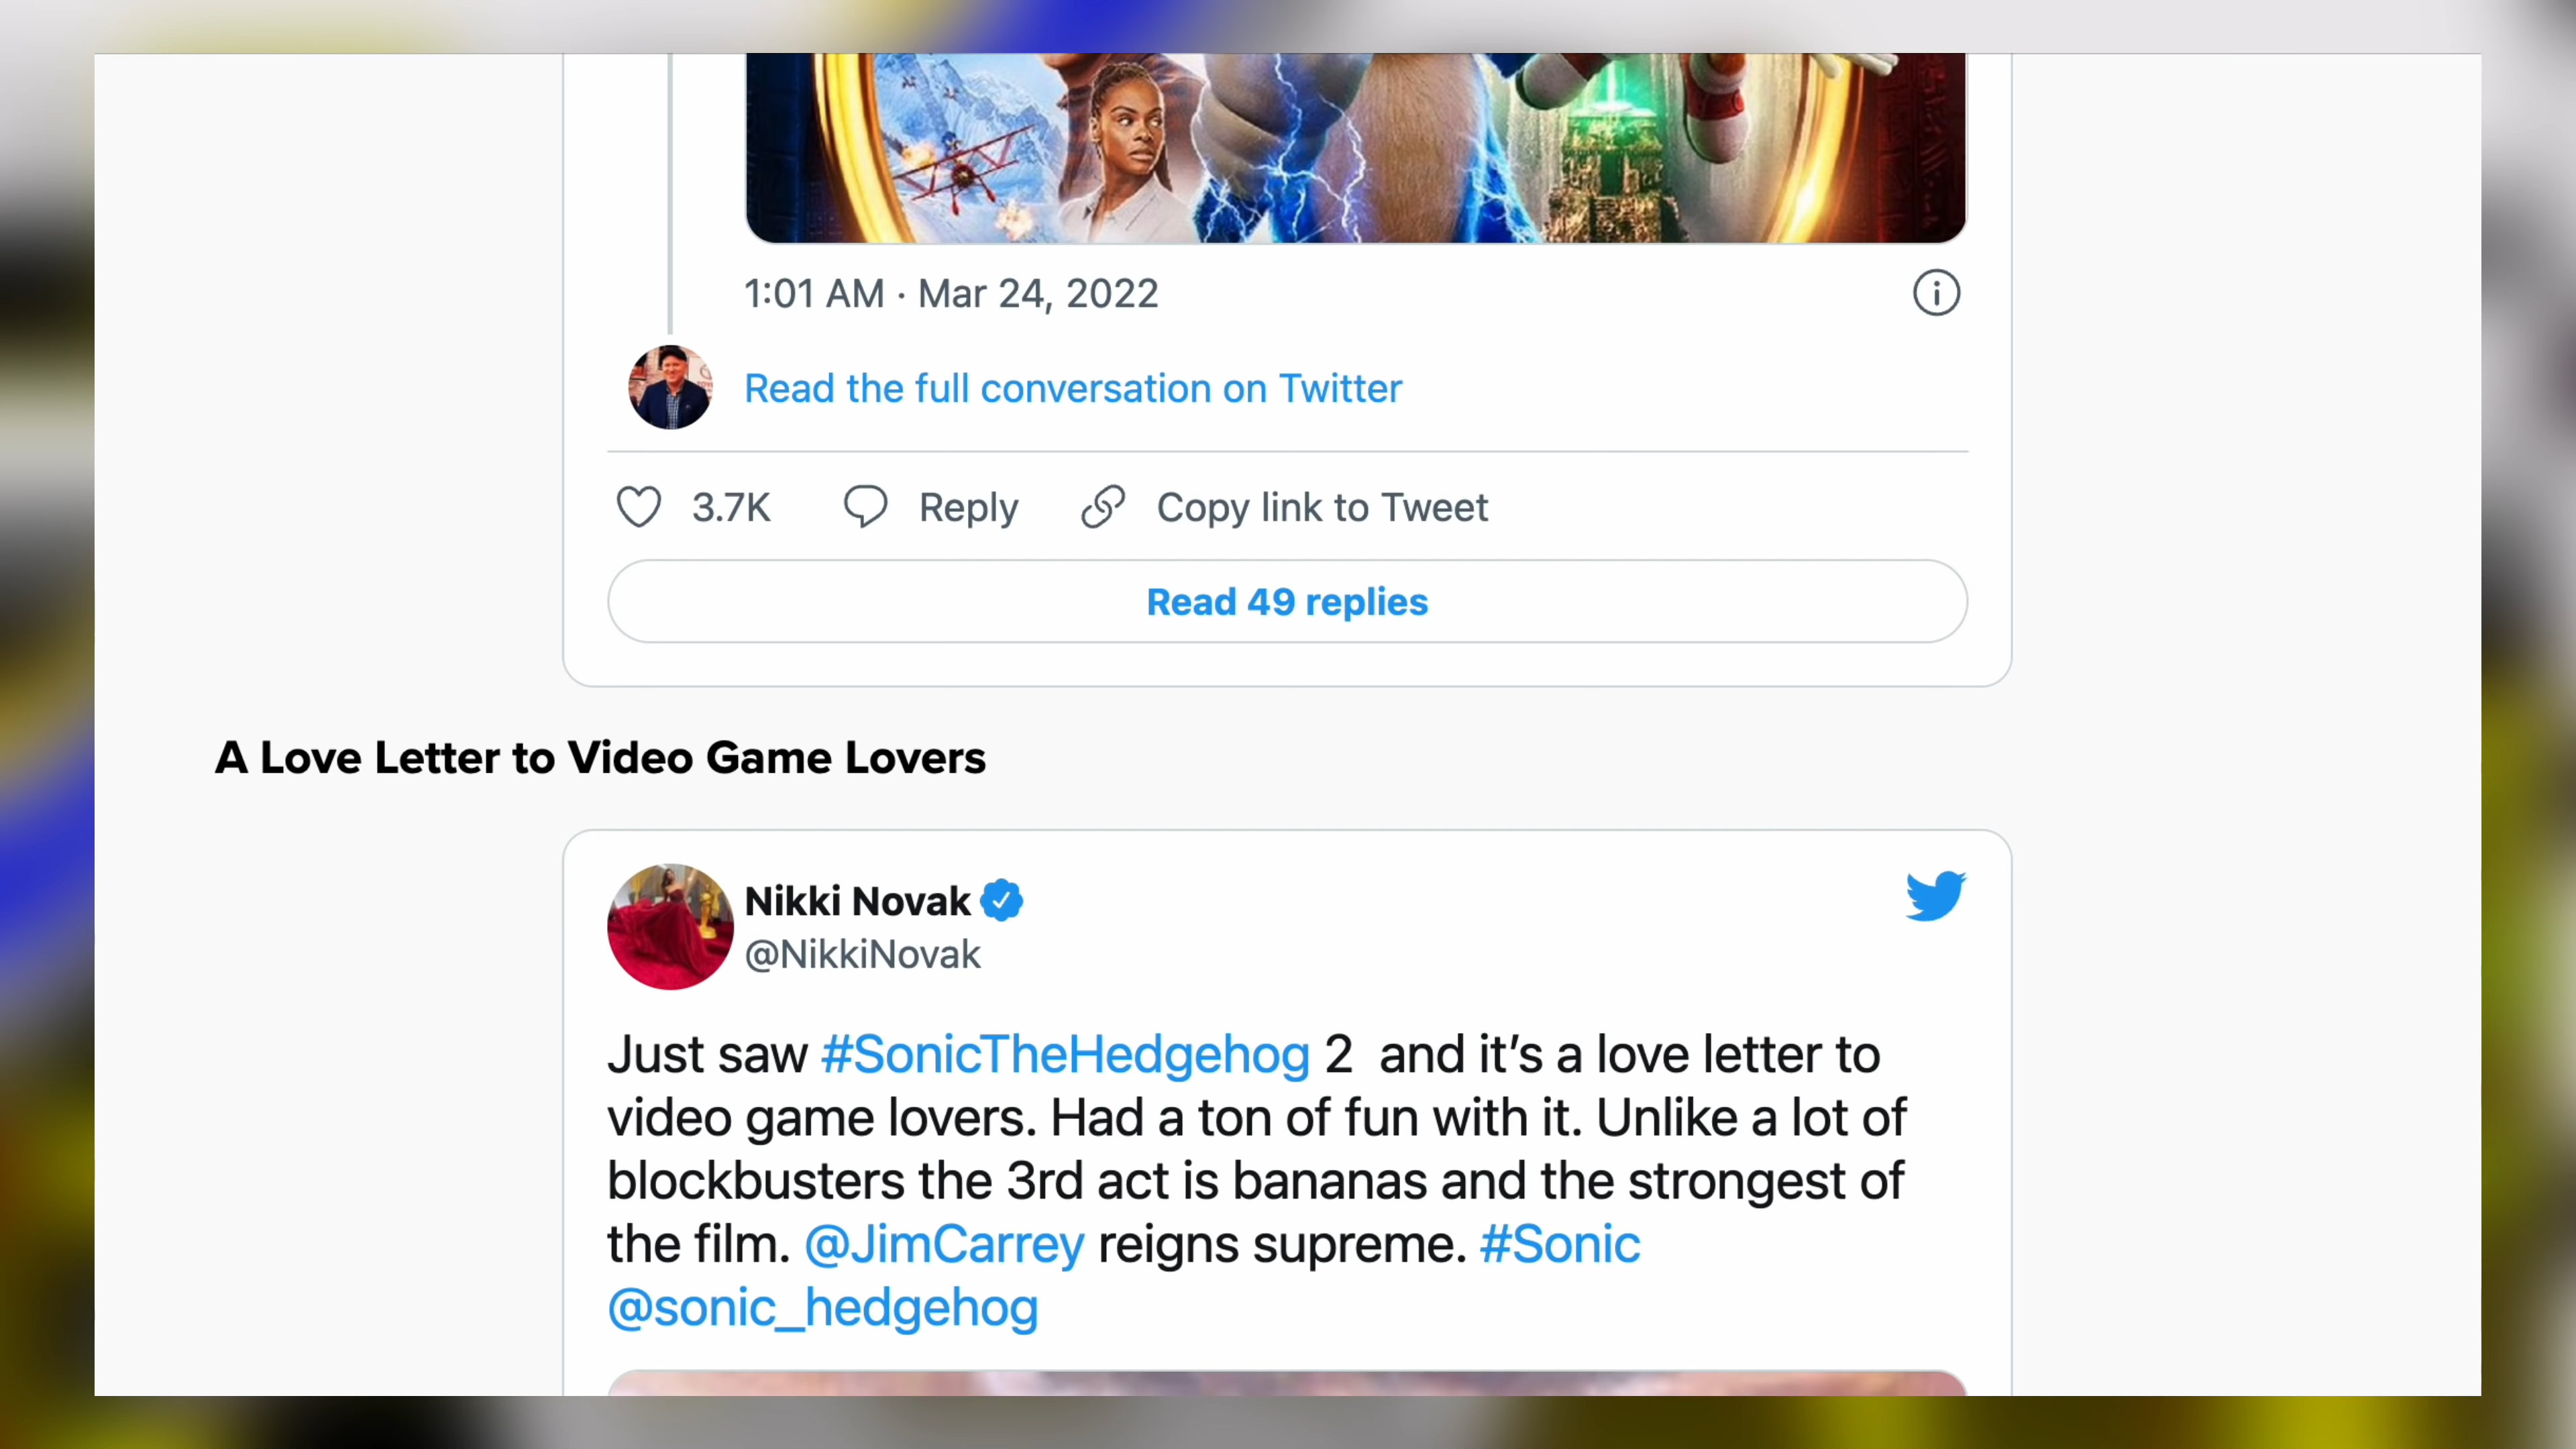 1:01 AM · Mar 24, 2022
Read the full conversation on Twitter
3.7K Reply Copy link to Tweet
Read 49 replies
A Love Letter to Video Game Lovers
Nikki Novak
@NikkiNovak
Just saw #SonicTheHedgehog 2  and it’s a love letter to
video game lovers. Had a ton of fun with it. Unlike a lot of
blockbusters the 3rd act is bananas and the strongest of
the film. @JimCarrey reigns supreme. #Sonic
@sonic_hedgehog